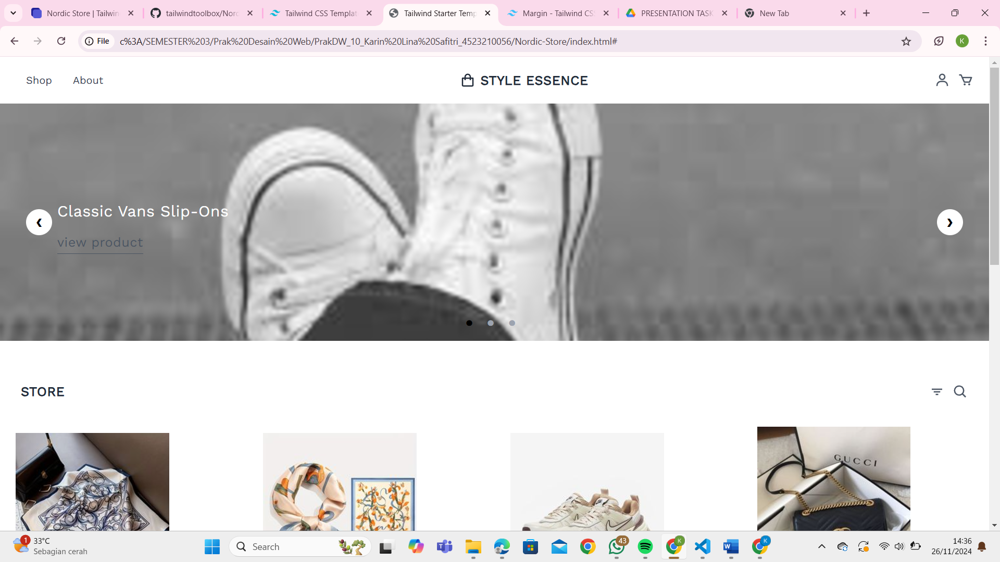 Nordic Store | Tailwin
tailwindtoolbox/Nord
Tailwind CSS Templat
Tailwind Starter Temp
Margin - Tailwind CS
PRESENTATION TASK
New Tab
File
c%3A/SEMESTER%203/Prak%20Desain%20Web/PrakDW_10_Karin%20Lina%20Safitri_4523210056/Nordic-Store/index.html#
K
Shop
About
STYLE ESSENCE
Classic Vans Slip-Ons
view product
STORE
GUCCI
1
33°C
Sebagian cerah
Search
43
K
K
14:36
26/11/2024